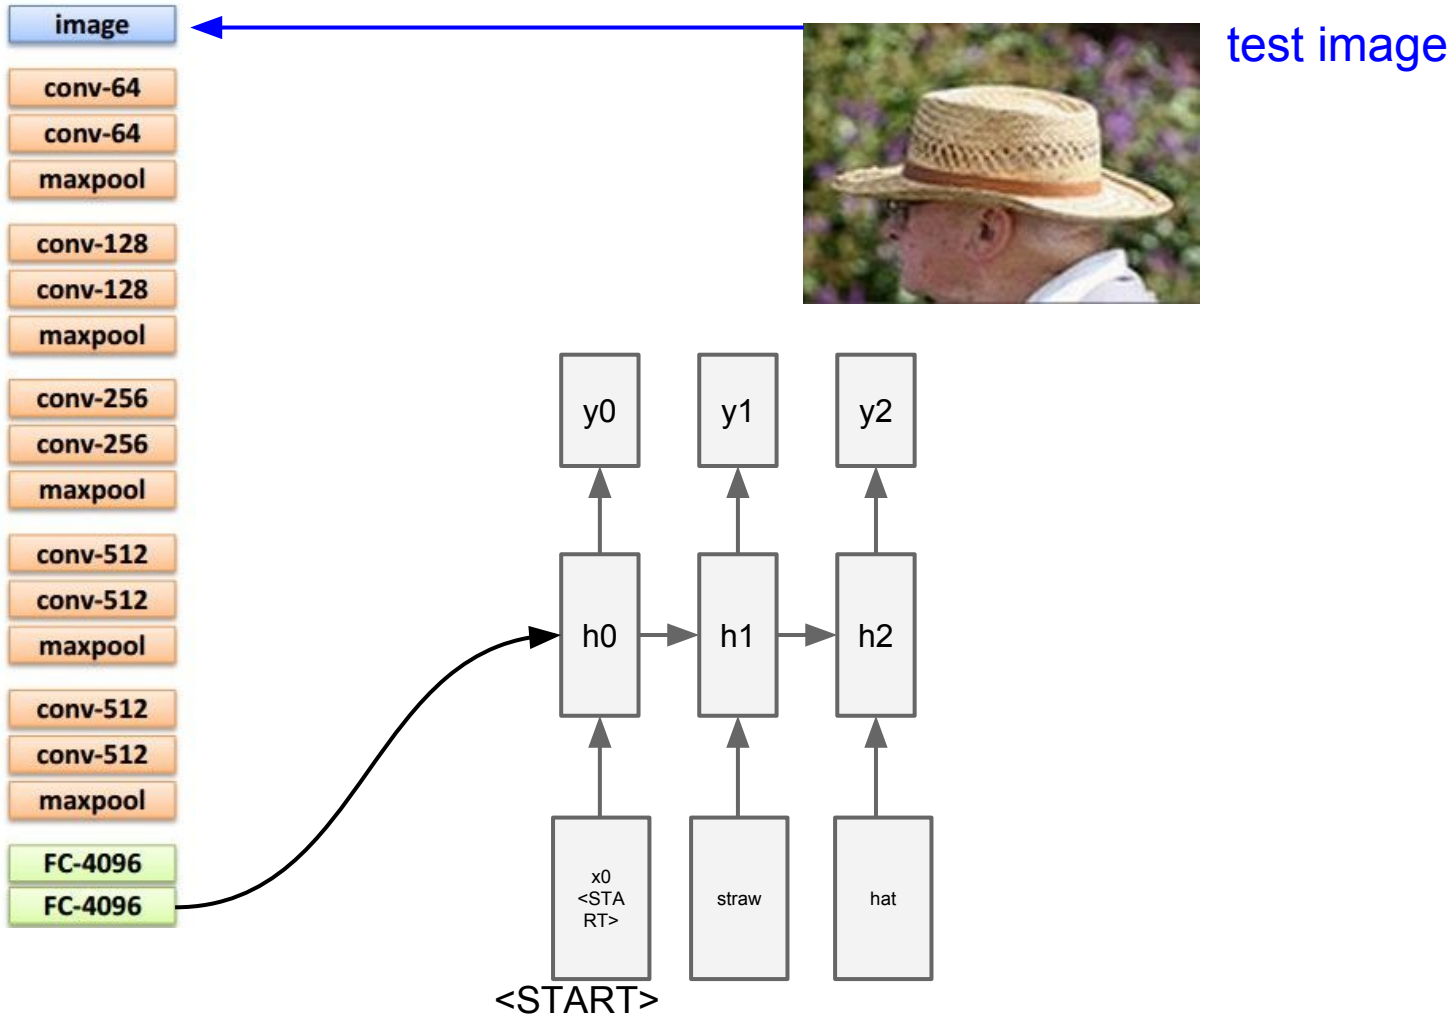 image
conv-64
conv-64
maxpool
conv-128
conv-128
maxpool
conv-256
conv-256
maxpool
conv-512
conv-512
maxpool
conv-512
conv-512
maxpool
FC-4096
FC-4096
test image
y0
y1
y2
h0
h1
h2
x0
<STA
RT>
straw
hat
<START>